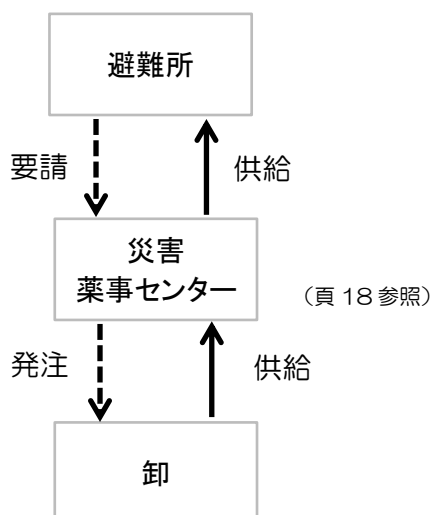 避難所
要請
供給
災害
薬事センター
（頁 18 参照）
発注
供給
卸